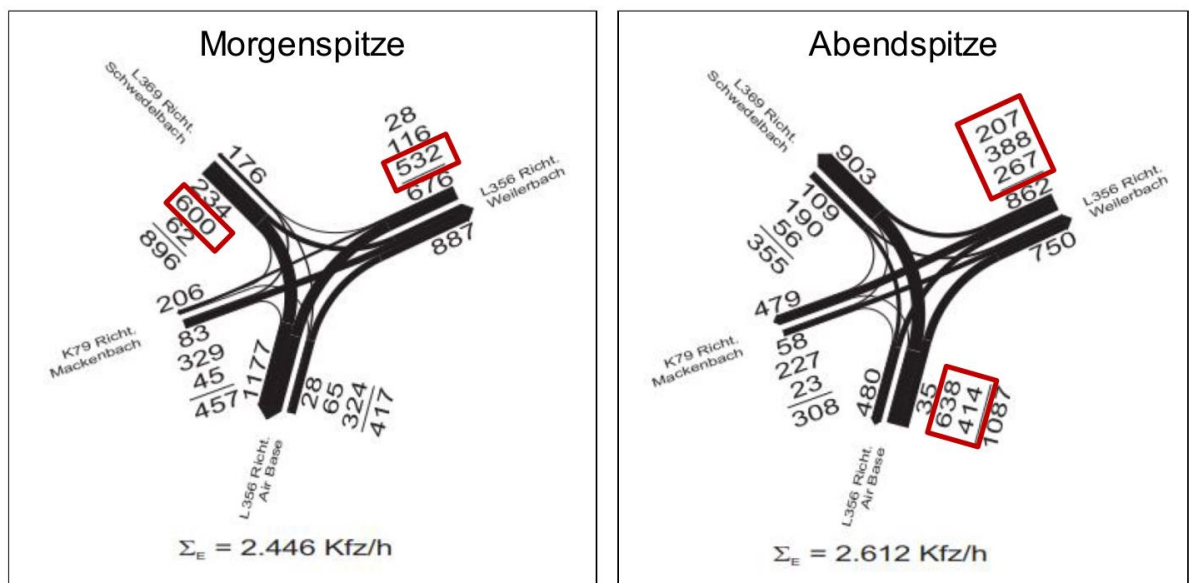 Morgenspitze
L369 Richt.
Schwedelbach
176
234
600
62
896
28
116
532
676
L356 Richt.
Weilerbach
887
206
K79 Richt.
Mackenbach
83
329
45
457
1177
28
65
324
417
L356 Richt.
Air Base
ΣE = 2.446 Kfz/h
Abendspitze
L369 Richt.
Schwedelbach
903
109
190
56
355
207
388
267
862
L356 Richt.
Weilerbach
750
479
K79 Richt.
Mackenbach
58
227
23
308
480
35
638
414
1087
L356 Richt.
Air Base
ΣE = 2.612 Kfz/h